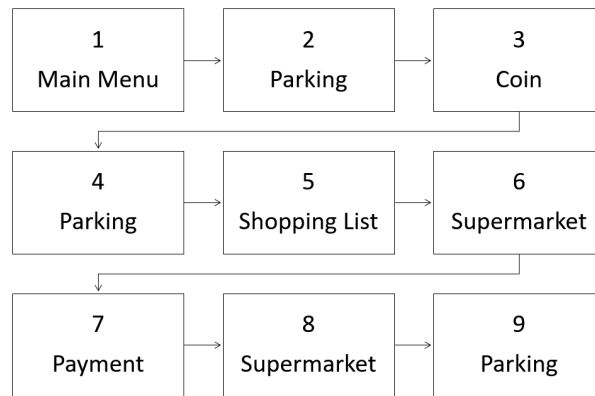 1
Main Menu
2
Parking
3
Coin
4
Parking
5
Shopping List
6
Supermarket
7
Payment
8
Supermarket
9
Parking